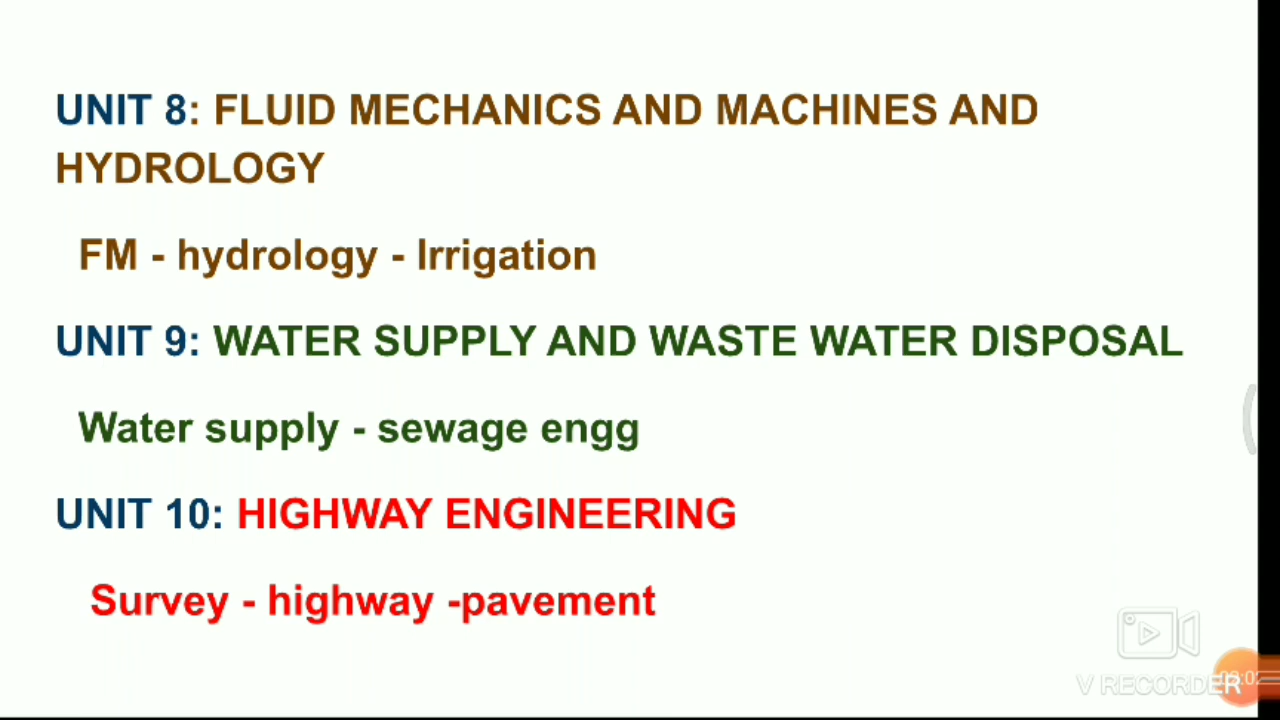 UNIT 8: FLUID MECHANICS AND MACHINES AND
HYDROLOGY
FM - hydrology - Irrigation
UNIT 9: WATER SUPPLY AND WASTE WATER DISPOSAL
Water supply - sewage engg
UNIT 10: HIGHWAY ENGINEERING
Survey - highway -pavement
V RECORDER